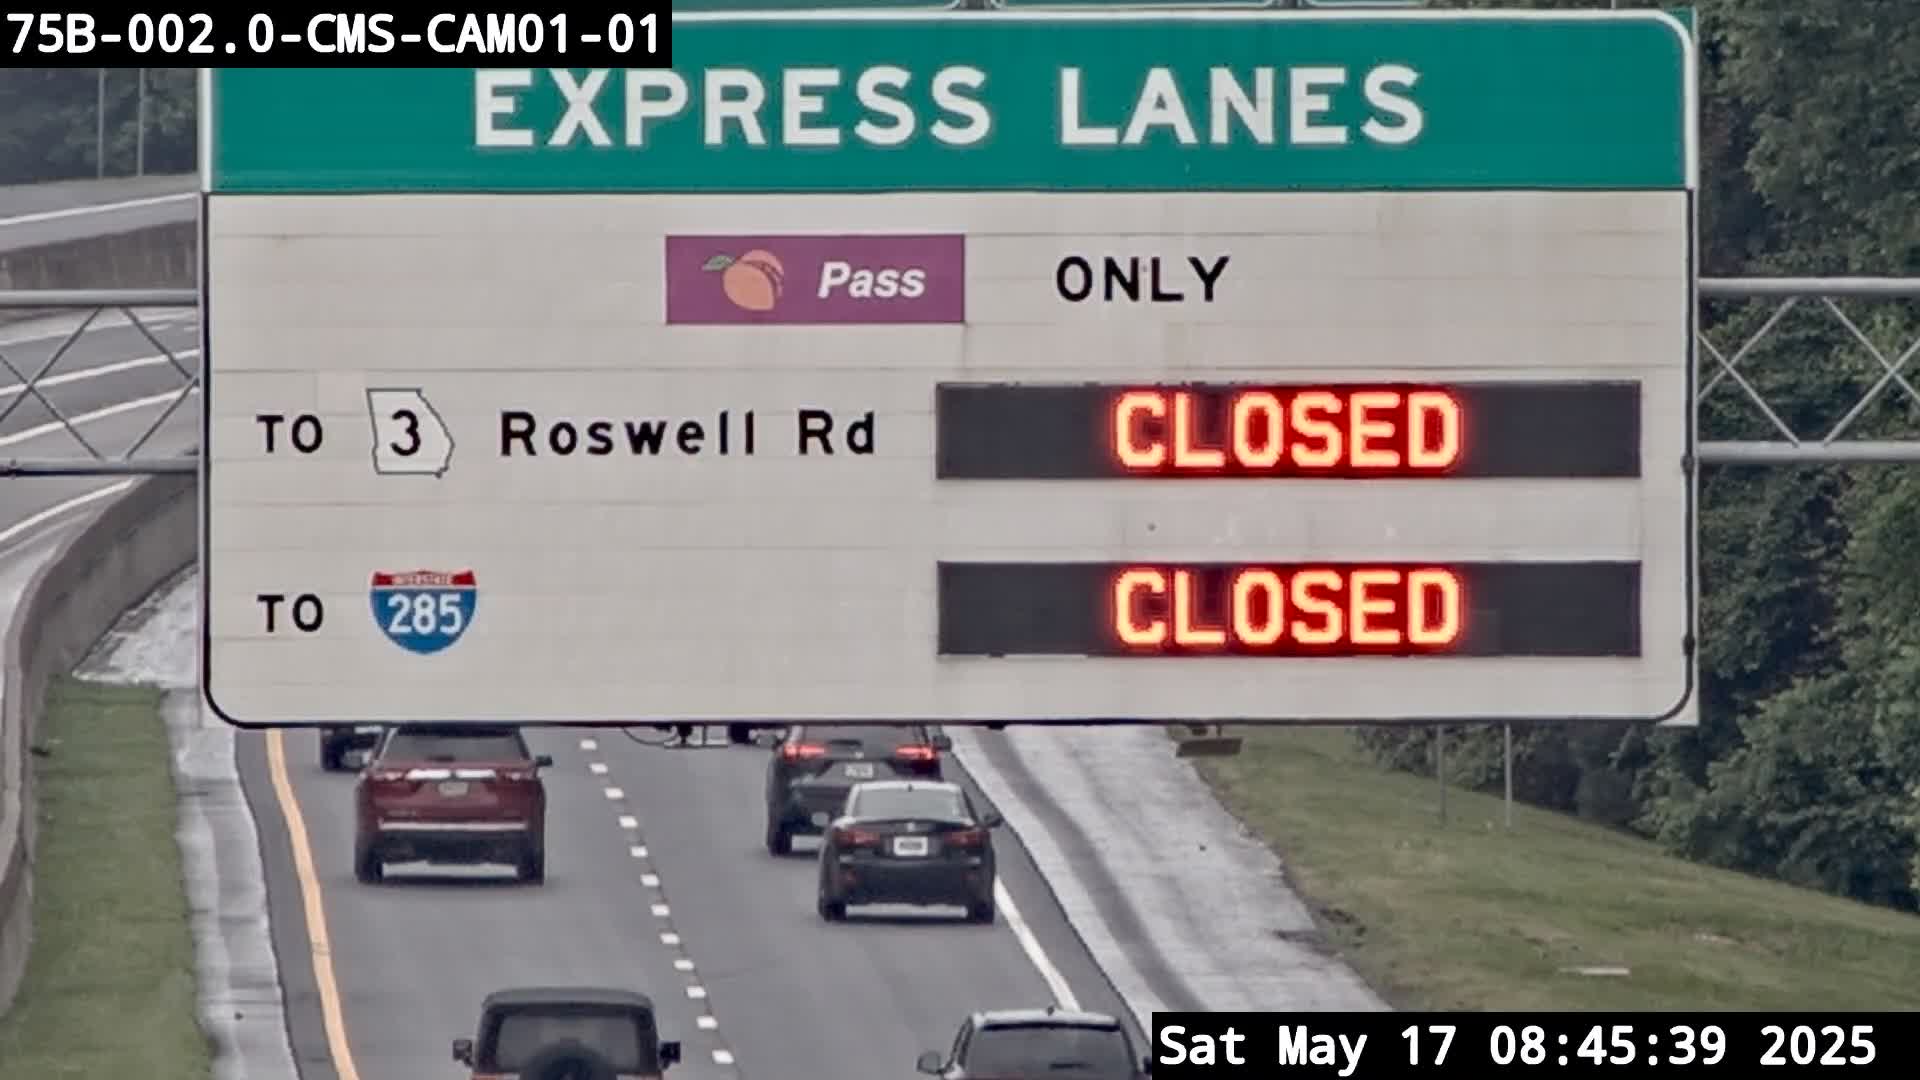 75B-002.0-CMS-CAM01-01
EXPRESS LANES
Pass ONLY
TO 3 Roswell Rd CLOSED
INTERSTATE
TO 285 CLOSED
Sat May 17 08:45:39 2025